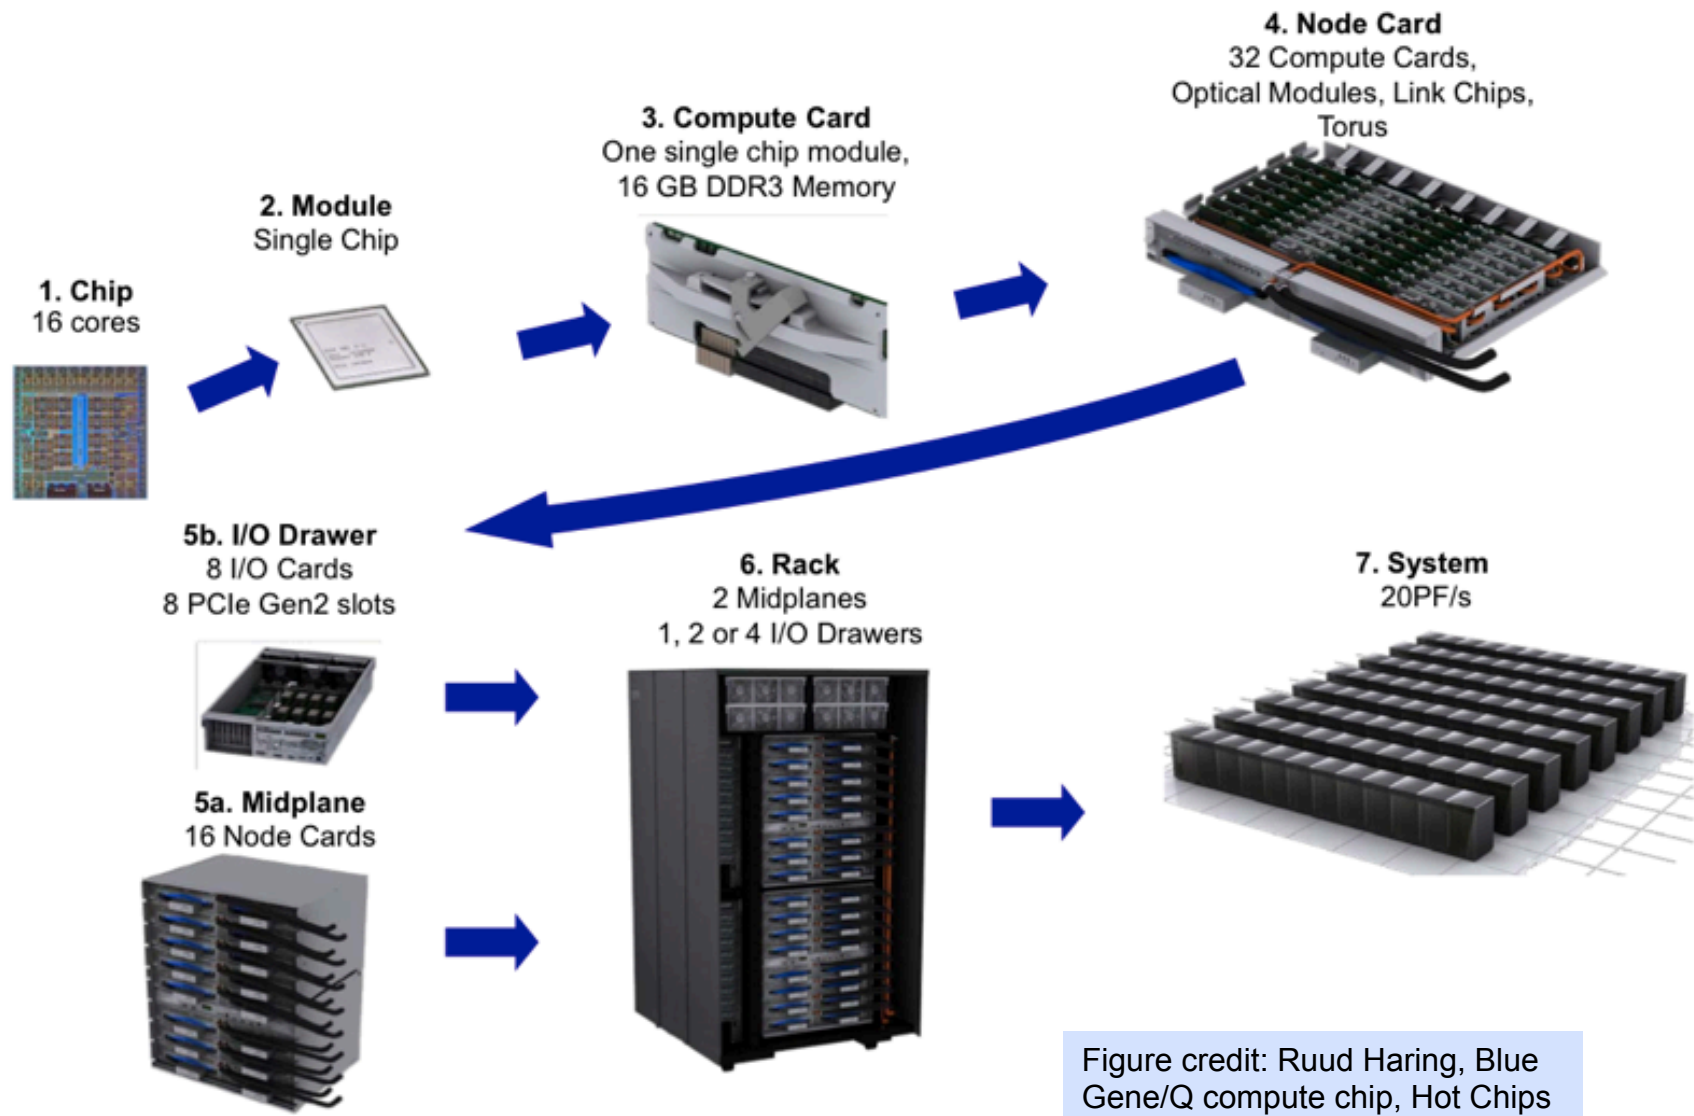 1. Chip
16 cores
2. Module
Single Chip
3. Compute Card
One single chip module,
16 GB DDR3 Memory
4. Node Card
32 Compute Cards,
Optical Modules, Link Chips,
Torus
5b. I/O Drawer
8 I/O Cards
8 PCIe Gen2 slots
5a. Midplane
16 Node Cards
6. Rack
2 Midplanes
1, 2 or 4 I/O Drawers
7. System
20PF/s
Figure credit: Ruud Haring, Blue
Gene/Q compute chip, Hot Chips